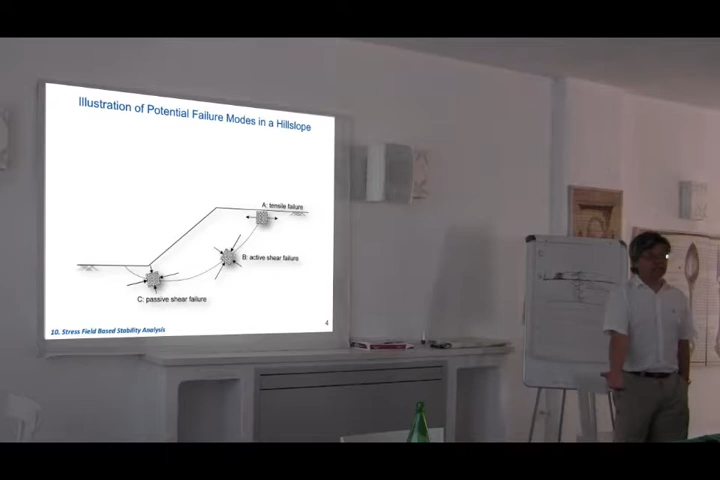 Illustration of Potential Failure Modes in a Hillslope
A: tensile failure
B: active shear failure
C: passive shear failure
10. Stress Field Based Stability Analysis
4